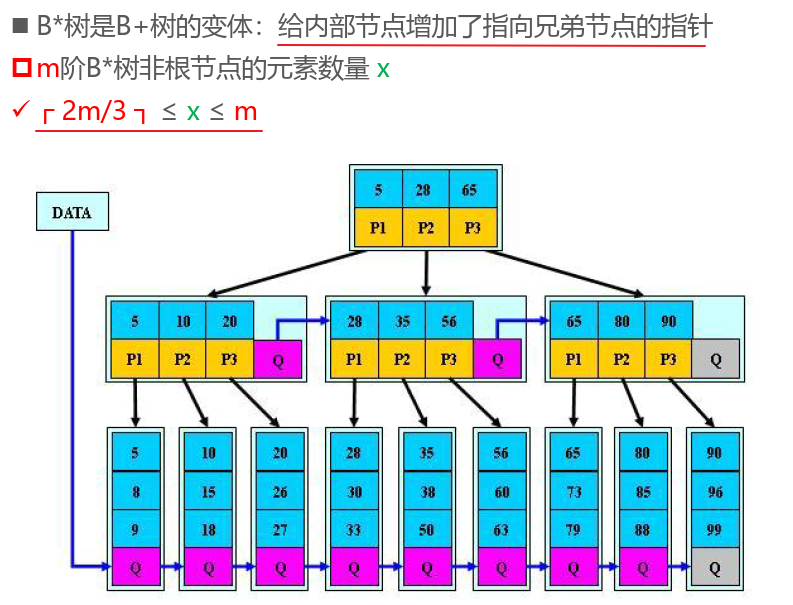 B*树是B+树的变体：给内部节点增加了指向兄弟节点的指针
m阶B*树非根节点的元素数量 x
┌ 2m/3 ┐ ≤ x ≤ m
5 28 65
DATA
P1 P2 P3
5 10 20 28 35 56 65 80 90
P1 P2 P3 Q P1 P2 P3 Q P1 P2 P3 Q
5 10 20 28 35 56 65 80 90
8 15 26 30 38 60 73 85 96
9 18 27 33 50 63 79 88 99
Q Q Q Q Q Q Q Q Q